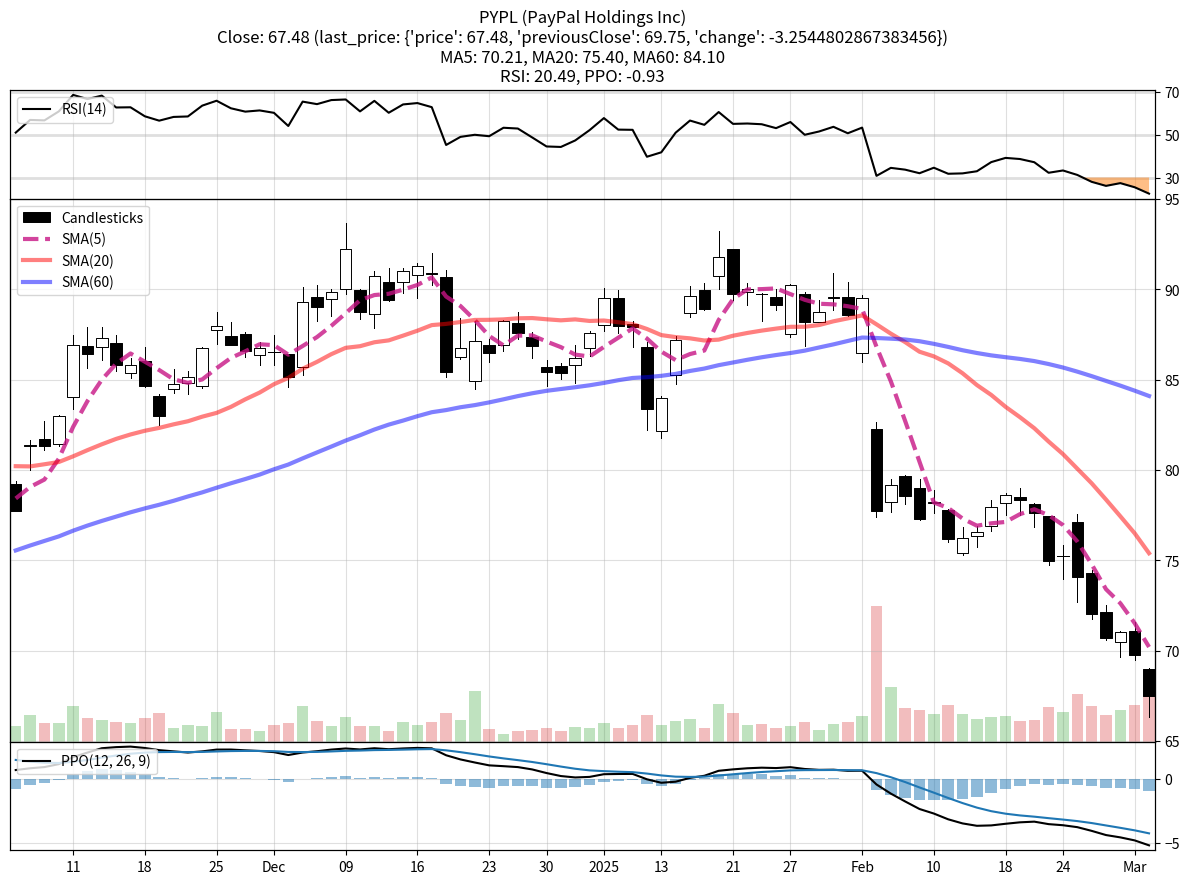 PYPL (PayPal Holdings Inc)
Close: 67.48 (last_price: {'price': 67.48, 'previousClose': 69.75, 'change': -3.2544802867383456})
MA5: 70.21, MA20: 75.40, MA60: 84.10
RSI: 20.49, PPO: -0.93
RSI(14)
70
50
30
95
Candlesticks
SMA(5)
SMA(20)
SMA(60)
90
85
80
75
70
65
PPO(12, 26, 9)
0
−5
11 18 25 Dec 09 16 23 30 2025 13 21 27 Feb 10 18 24 Mar